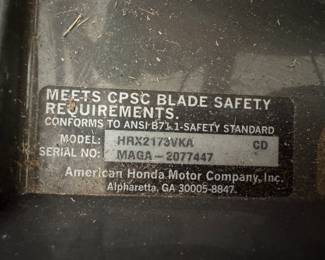 MEETS CPSC BLADE SAFETY
REQUIREMENTS.
CONFORMS TO ANSI B71.1-SAFETY STANDARD
MODEL: HRX2173VKA CD
SERIAL NO: MAGA-2077447
American Honda Motor Company, Inc.
Alpharetta, GA 30005-8847.